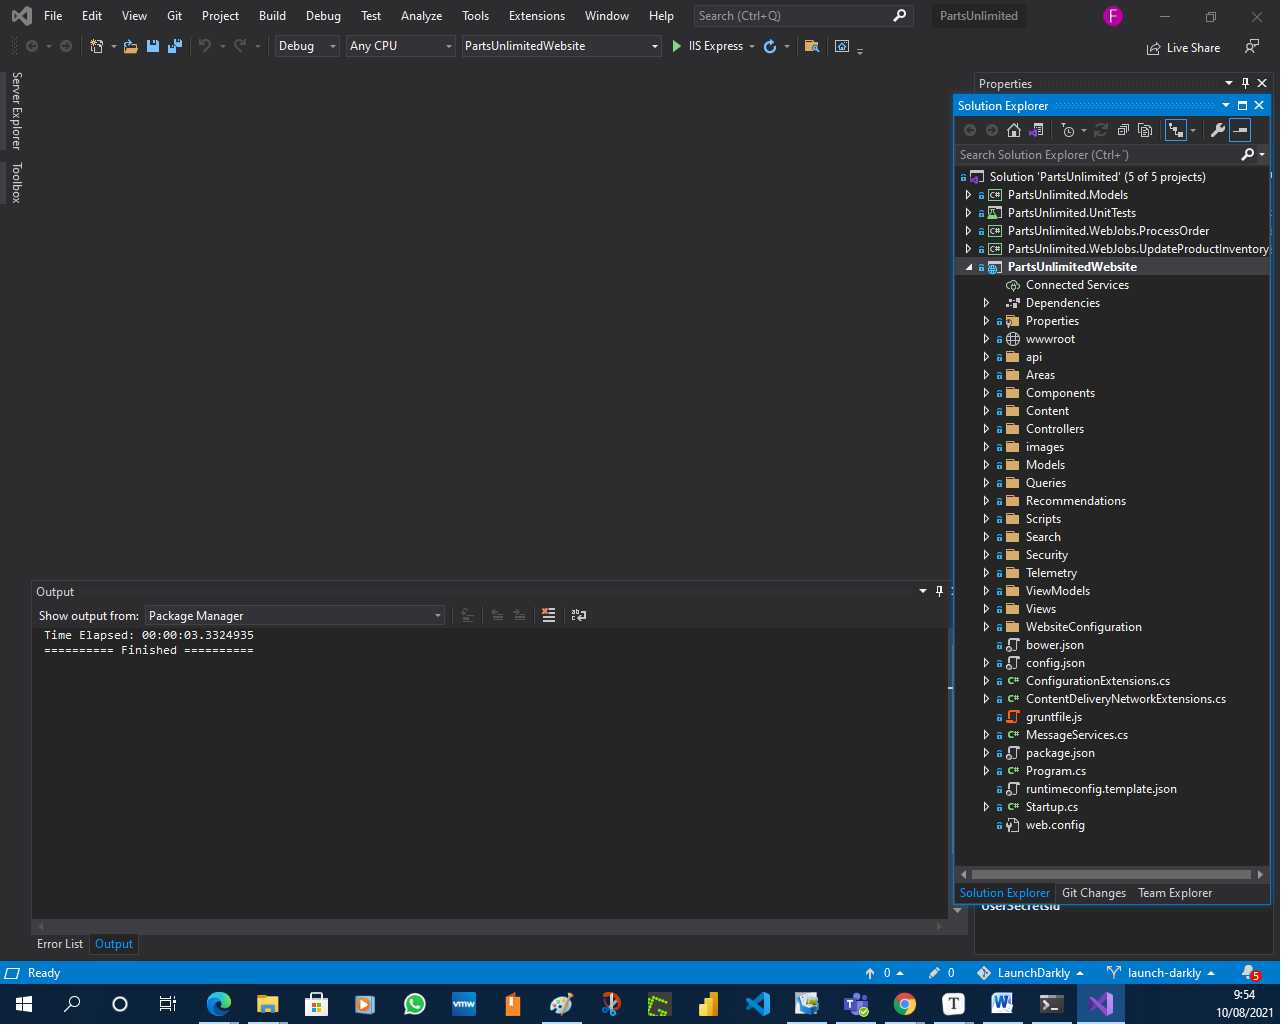 File Edit View Git Project Build Debug Test Analyze Tools Extensions Window Help Search (Ctrl+Q) PartsUnlimited F
Debug Any CPU PartsUnlimitedWebsite IIS Express Live Share
Server Explorer
Toolbox
Properties
Solution Explorer
Search Solution Explorer (Ctrl+`)
Solution 'PartsUnlimited' (5 of 5 projects)
PartsUnlimited.Models
PartsUnlimited.UnitTests
PartsUnlimited.WebJobs.ProcessOrder
PartsUnlimited.WebJobs.UpdateProductInventory
PartsUnlimitedWebsite
Connected Services
Dependencies
Properties
wwwroot
api
Areas
Components
Content
Controllers
images
Models
Queries
Recommendations
Scripts
Search
Security
Telemetry
ViewModels
Views
WebsiteConfiguration
bower.json
config.json
ConfigurationExtensions.cs
ContentDeliveryNetworkExtensions.cs
gruntfile.js
MessageServices.cs
package.json
Program.cs
runtimeconfig.template.json
Startup.cs
web.config
Solution Explorer Git Changes Team Explorer
UserSecretsId
Output
Show output from: Package Manager
Time Elapsed: 00:00:03.3324935
========== Finished ==========
Error List Output
Ready 0 0 LaunchDarkly launch-darkly 5
vmw T
9:54
10/08/2021